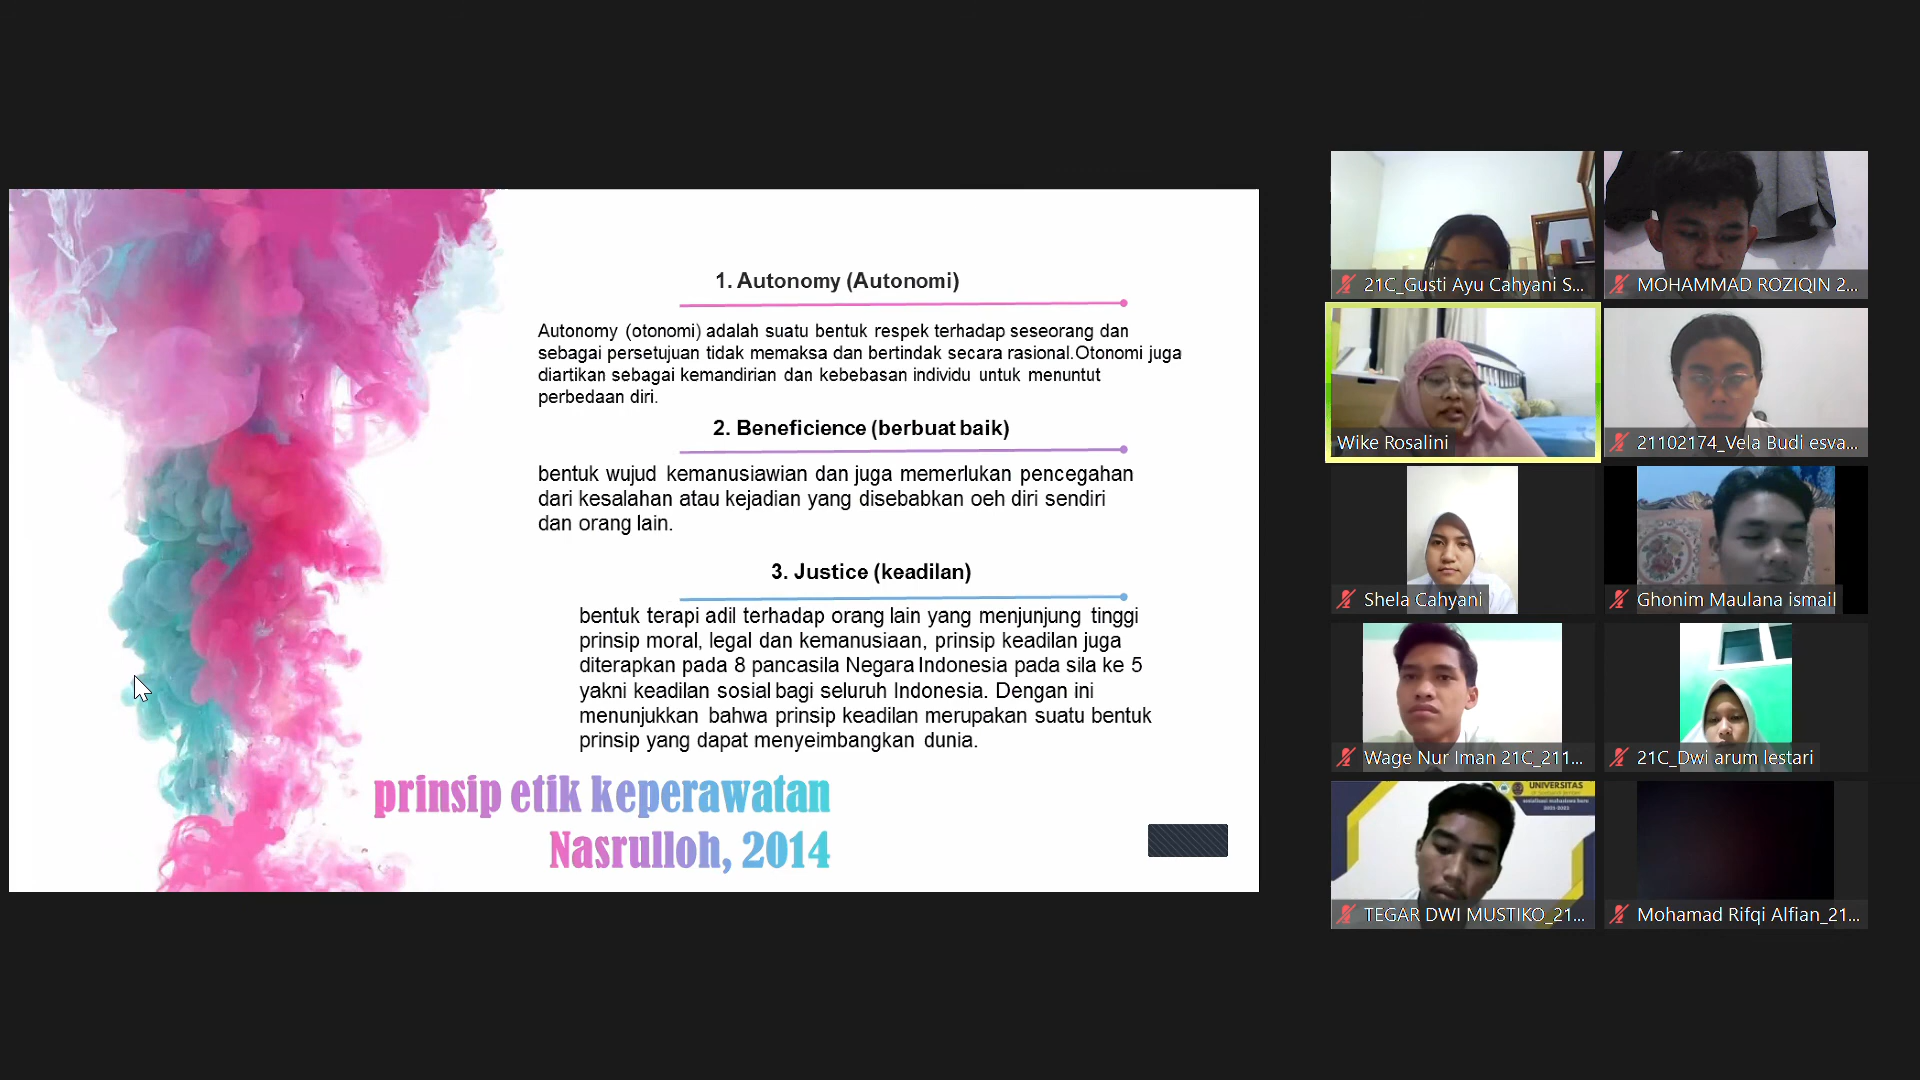 1. Autonomy (Autonomi)
Autonomy (otonomi) adalah suatu bentuk respek terhadap seseorang dan
sebagai persetujuan tidak memaksa dan bertindak secara rasional.Otonomi juga
diartikan sebagai kemandirian dan kebebasan individu untuk menuntut
perbedaan diri.
2. Beneficience (berbuat baik)
bentuk wujud kemanusiawian dan juga memerlukan pencegahan
dari kesalahan atau kejadian yang disebabkan oeh diri sendiri
dan orang lain.
3. Justice (keadilan)
bentuk terapi adil terhadap orang lain yang menjunjung tinggi
prinsip moral, legal dan kemanusiaan, prinsip keadilan juga
diterapkan pada 8 pancasila Negara Indonesia pada sila ke 5
yakni keadilan sosial bagi seluruh Indonesia. Dengan ini
menunjukkan bahwa prinsip keadilan merupakan suatu bentuk
prinsip yang dapat menyeimbangkan dunia.
prinsip etik keperawatan
Nasrulloh, 2014
21C_Gusti Ayu Cahyani S...
MOHAMMAD ROZIQIN 2...
Wike Rosalini
21102174_Vela Budi esva...
Shela Cahyani
Ghonim Maulana ismail
Wage Nur Iman 21C_211...
21C_Dwi arum lestari
UNIVERSITAS
TEGAR DWI MUSTIKO_21...
Mohamad Rifqi Alfian_21...